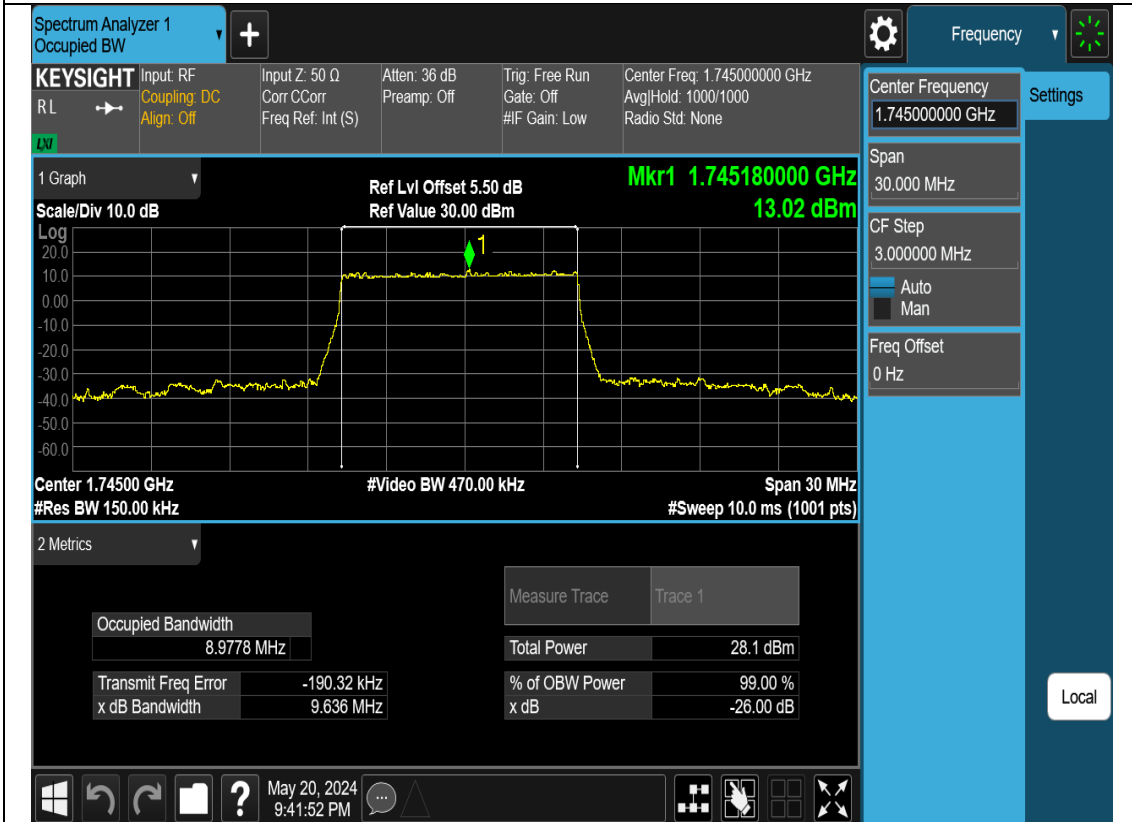 Spectrum Analyzer 1
Occupied BW
+
Frequency
KEYSIGHT
R L
LXI
Input: RF
Coupling: DC
Align: Off
Input Z: 50 Ω
Corr CCorr
Freq Ref: Int (S)
Atten: 36 dB
Preamp: Off
Trig: Free Run
Gate: Off
#IF Gain: Low
Center Freq: 1.745000000 GHz
Avg|Hold: 1000/1000
Radio Std: None
Center Frequency
1.745000000 GHz
Settings
Span
30.000 MHz
CF Step
3.000000 MHz
Auto
Man
Freq Offset
0 Hz
Local
1 Graph
Scale/Div 10.0 dB
Ref Lvl Offset 5.50 dB
Ref Value 30.00 dBm
Mkr1 1.745180000 GHz
13.02 dBm
Log
1
20.0
10.0
0.00
-10.0
-20.0
-30.0
-40.0
-50.0
-60.0
Center 1.74500 GHz
#Video BW 470.00 kHz
Span 30 MHz
#Res BW 150.00 kHz
#Sweep 10.0 ms (1001 pts)
2 Metrics
Measure Trace Trace 1
Occupied Bandwidth
8.9778 MHz
Total Power 28.1 dBm
Transmit Freq Error -190.32 kHz
% of OBW Power 99.00 %
x dB Bandwidth 9.636 MHz
x dB -26.00 dB
?
May 20, 2024
9:41:52 PM